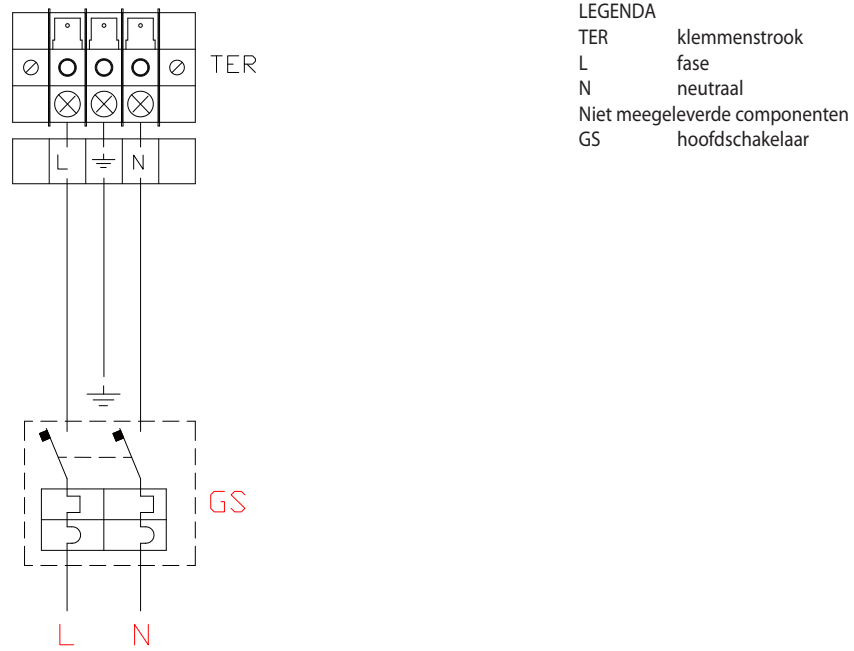 TER
L N
GS
L N
LEGENDA
TER klemmenstrook
L fase
N neutraal
Niet meegeleverde componenten
GS hoofdschakelaar